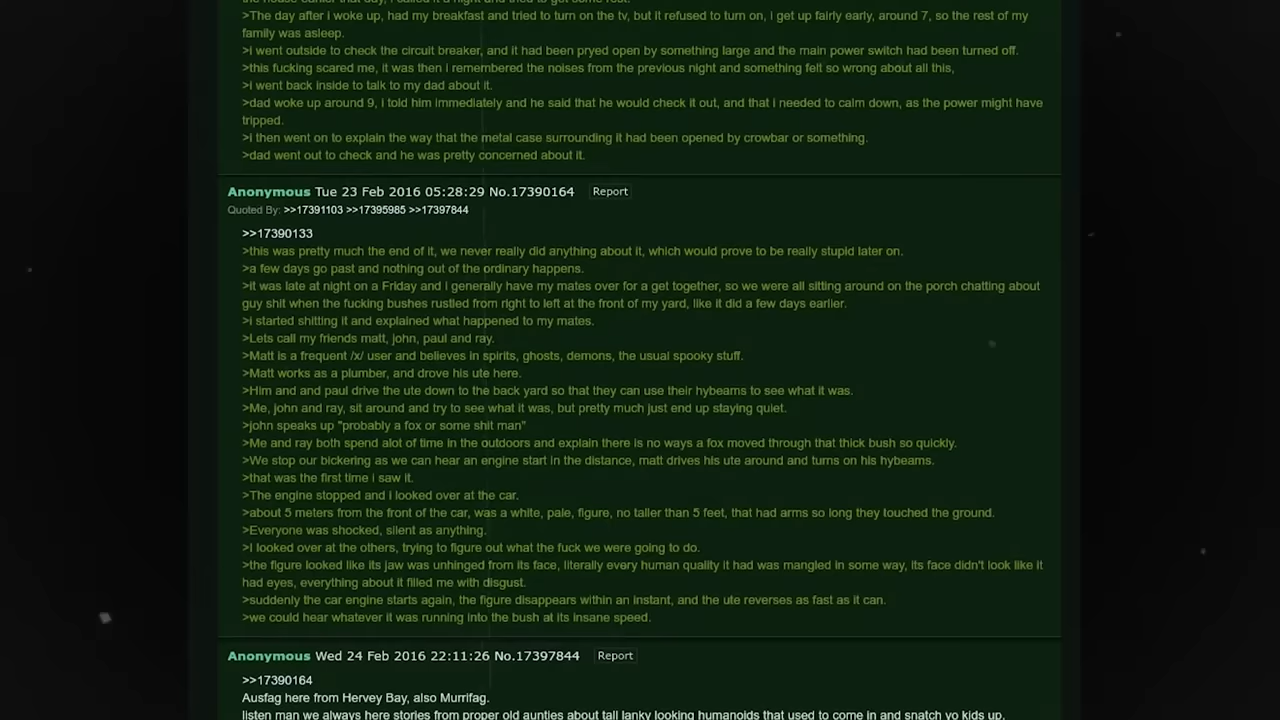 the house earlier that day, i called it a night and tried to get some rest.
>The day after i woke up, had my breakfast and tried to turn on the tv, but it refused to turn on, i get up fairly early, around 7, so the rest of my
family was asleep.
>i went outside to check the circuit breaker, and it had been pryed open by something large and the main power switch had been turned off.
>this fucking scared me, it was then i remembered the noises from the previous night and something felt so wrong about all this,
>i went back inside to talk to my dad about it.
>dad woke up around 9, i told him immediately and he said that he would check it out, and that i needed to calm down, as the power might have
tripped.
>i then went on to explain the way that the metal case surrounding it had been opened by crowbar or something.
>dad went out to check and he was pretty concerned about it.
Anonymous Tue 23 Feb 2016 05:28:29 No.17390164 Report
Quoted By: >>17391103 >>17395985 >>17397844
>>17390133
>this was pretty much the end of it, we never really did anything about it, which would prove to be really stupid later on.
>a few days go past and nothing out of the ordinary happens.
>it was late at night on a Friday and i generally have my mates over for a get together, so we were all sitting around on the porch chatting about
guy shit when the fucking bushes rustled from right to left at the front of my yard, like it did a few days earlier.
>i started shitting it and explained what happened to my mates.
>Lets call my friends matt, john, paul and ray.
>Matt is a frequent /x/ user and believes in spirits, ghosts, demons, the usual spooky stuff.
>Matt works as a plumber, and drove his ute here.
>Him and and paul drive the ute down to the back yard so that they can use their hybeams to see what it was.
>Me, john and ray, sit around and try to see what it was, but pretty much just end up staying quiet.
>john speaks up "probably a fox or some shit man"
>Me and ray both spend alot of time in the outdoors and explain there is no ways a fox moved through that thick bush so quickly.
>We stop our bickering as we can hear an engine start in the distance, matt drives his ute around and turns on his hybeams.
>that was the first time i saw it.
>The engine stopped and i looked over at the car.
>about 5 meters from the front of the car, was a white, pale, figure, no taller than 5 feet, that had arms so long they touched the ground.
>Everyone was shocked, silent as anything.
>I looked over at the others, trying to figure out what the fuck we were going to do.
>the figure looked like its jaw was unhinged from its face, literally every human quality it had was mangled in some way, its face didn't look like it
had eyes, everything about it filled me with disgust.
>suddenly the car engine starts again, the figure disappears within an instant, and the ute reverses as fast as it can.
>we could hear whatever it was running into the bush at its insane speed.
Anonymous Wed 24 Feb 2016 22:11:26 No.17397844 Report
>>17390164
Ausfag here from Hervey Bay, also Murrifag.
listen man we always here stories from proper old aunties about tall lanky looking humanoids that used to come in and snatch yo kids up.